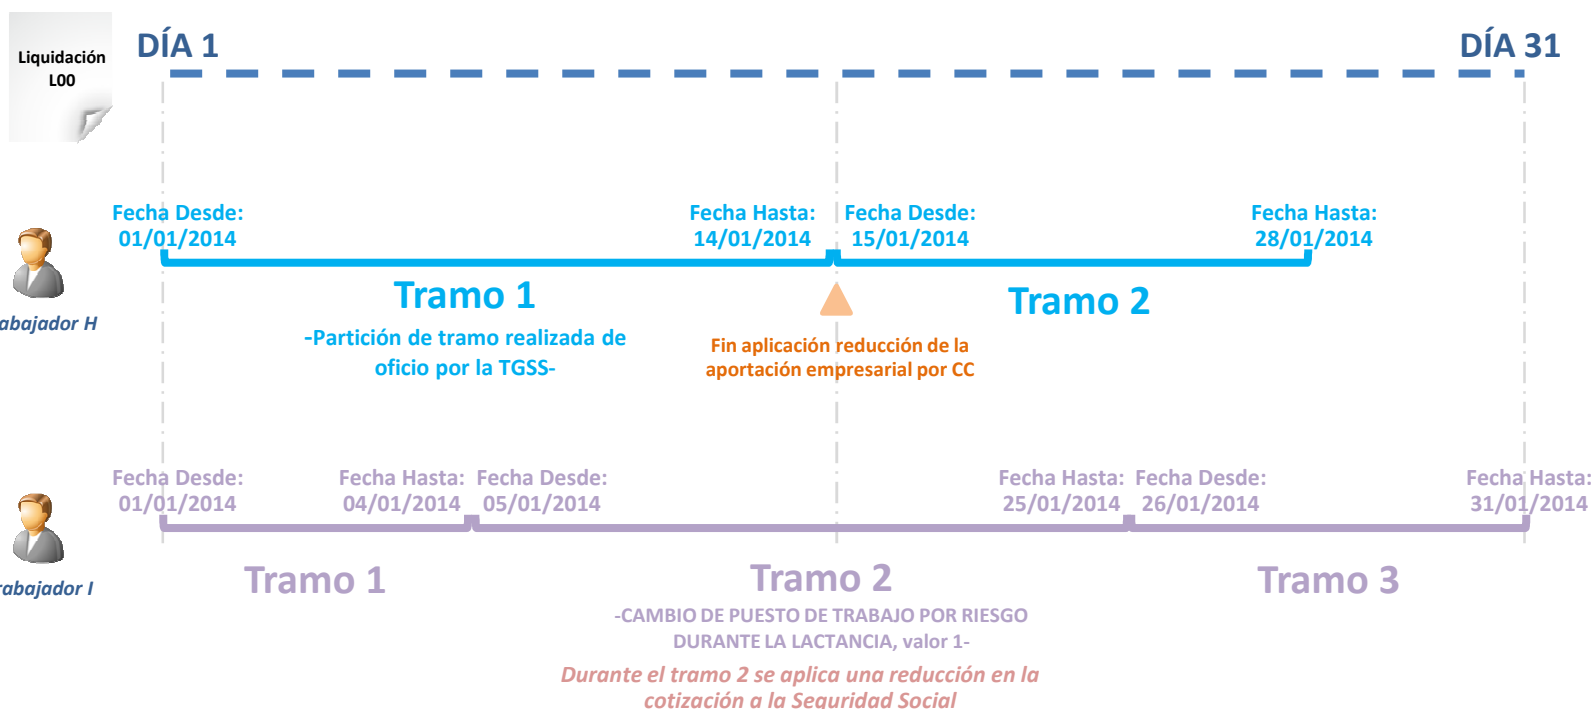 Liquidación
L00
DÍA 1
DÍA 31
Fecha Desde:
01/01/2014
Fecha Hasta:
14/01/2014
Fecha Desde:
15/01/2014
Fecha Hasta:
28/01/2014
abajador H
Tramo 1
-Partición de tramo realizada de
oficio por la TGSS-
Tramo 2
Fin aplicación reducción de la
aportación empresarial por CC
Fecha Desde:
01/01/2014
Fecha Hasta:
04/01/2014
Fecha Desde:
05/01/2014
Fecha Hasta:
25/01/2014
Fecha Desde:
26/01/2014
Fecha Hasta:
31/01/2014
rabajador I
Tramo 1
Tramo 2
-CAMBIO DE PUESTO DE TRABAJO POR RIESGO
DURANTE LA LACTANCIA, valor 1-
Durante el tramo 2 se aplica una reducción en la
cotización a la Seguridad Social
Tramo 3